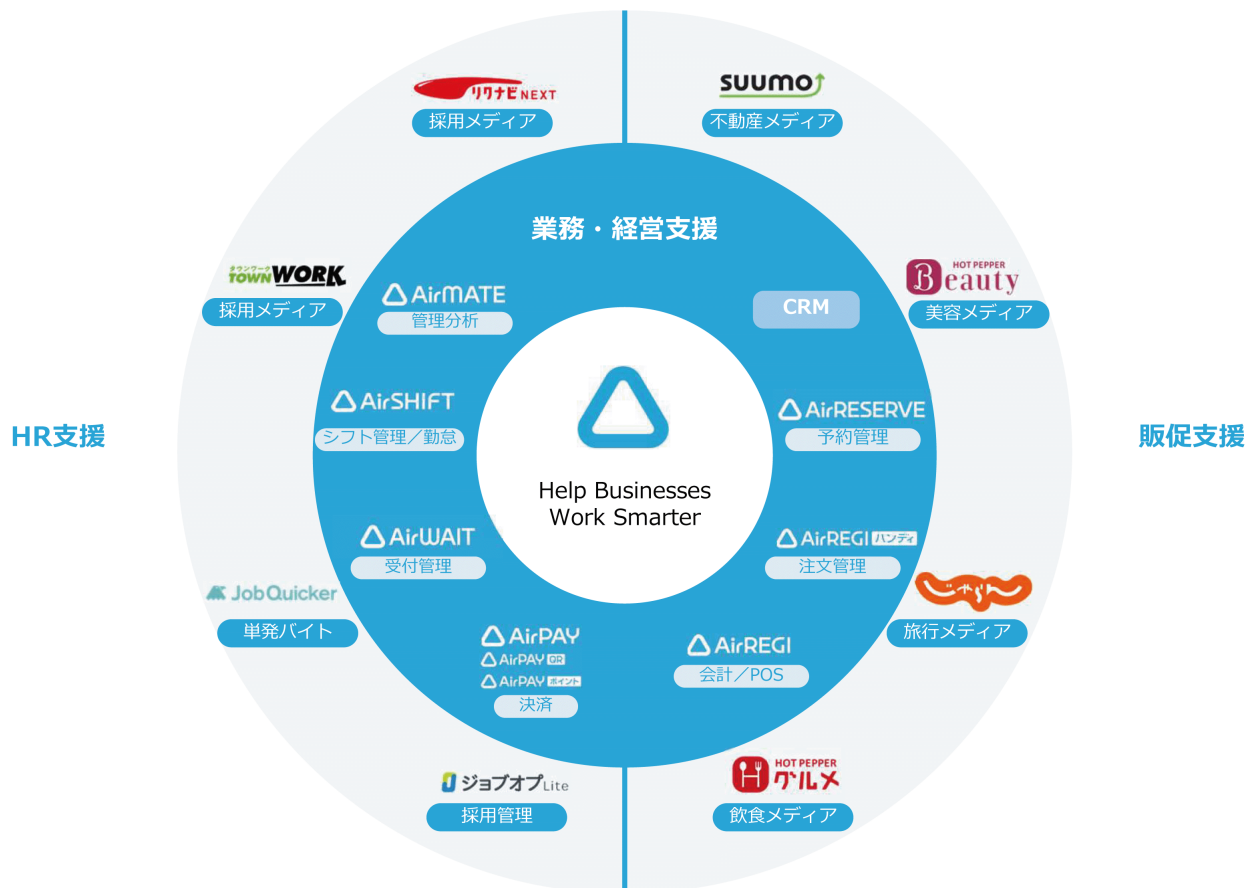 リクナビNEXT
採用メディア
SUUMO
不動産メディア
業務・経営支援
タウンワーク
TOWNWORK
採用メディア
AirMATE
管理分析
CRM
HOT PEPPER
Beauty
美容メディア
HR支援
AirSHIFT
シフト管理／勤怠
AirRESERVE
予約管理
販促支援
Help Businesses
Work Smarter
AirWAIT
受付管理
AirREGI ハンディ
注文管理
JobQuicker
単発バイト
じゃらん
旅行メディア
AirPAY
AirPAY QR
AirPAY ポイント
決済
AirREGI
会計／POS
ジョブオプLite
採用管理
HOT PEPPER
グルメ
飲食メディア